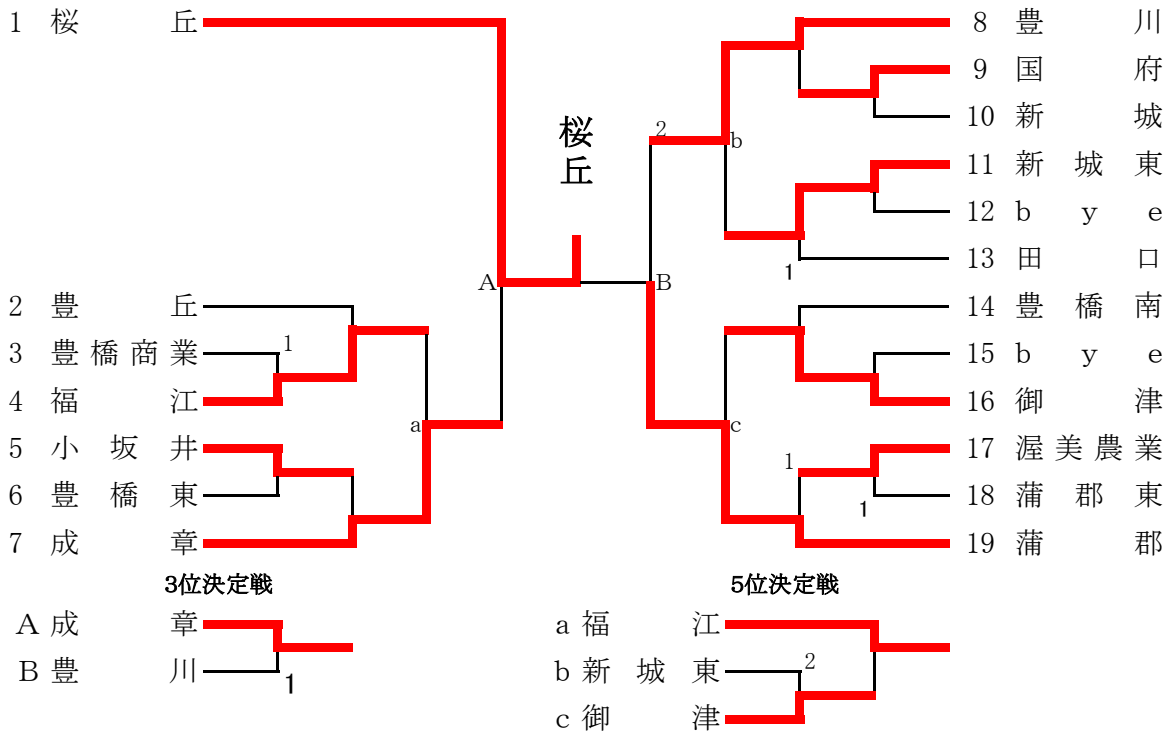 1 桜丘
2 豊丘
3 豊橋商業 1
4 福江
5 小坂井
6 豊橋東
7 成章
A
a
桜丘
8 豊川
9 国府
10 新城
11 新城東
12 bye
13 田口
14 豊橋南
15 bye
16 御津
17 渥美農業
18 蒲郡東
19 蒲郡
2
b
1
B
c
1
1
3位決定戦
A 成章
B 豊川
1
5位決定戦
a 福江
b 新城東 2
c 御津